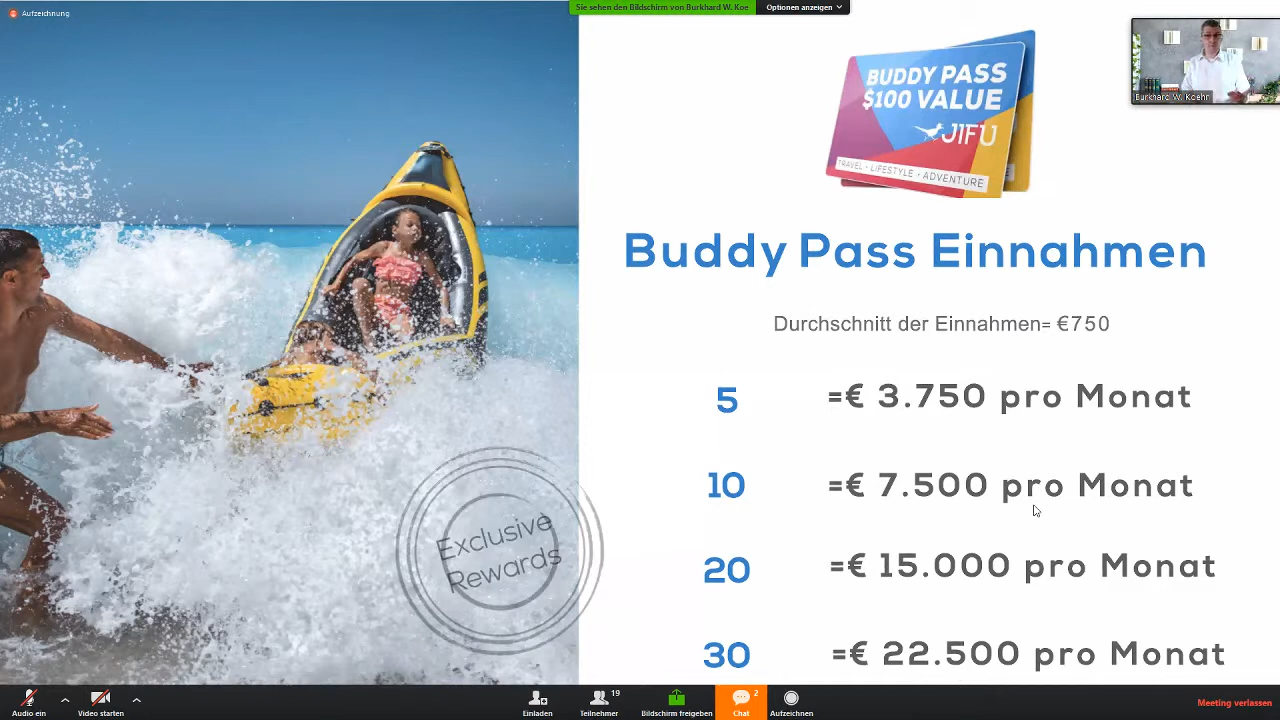 Aufzeichnung
Sie sehen den Bildschirm von Burkhard W. Koe
Optionen anzeigen
Burkhard W. Koehn
BUDDY PASS
$100 VALUE
JIFU
TRAVEL • LIFESTYLE • ADVENTURE
Buddy Pass Einnahmen
Durchschnitt der Einnahmen= €750
5 =€ 3.750 pro Monat
10 =€ 7.500 pro Monat
20 =€ 15.000 pro Monat
30 =€ 22.500 pro Monat
Exclusive
Rewards
Audio ein
Video starten
Einladen
19
Teilnehmer
Bildschirm freigeben
2
Chat
Aufzeichnen
Meeting verlassen